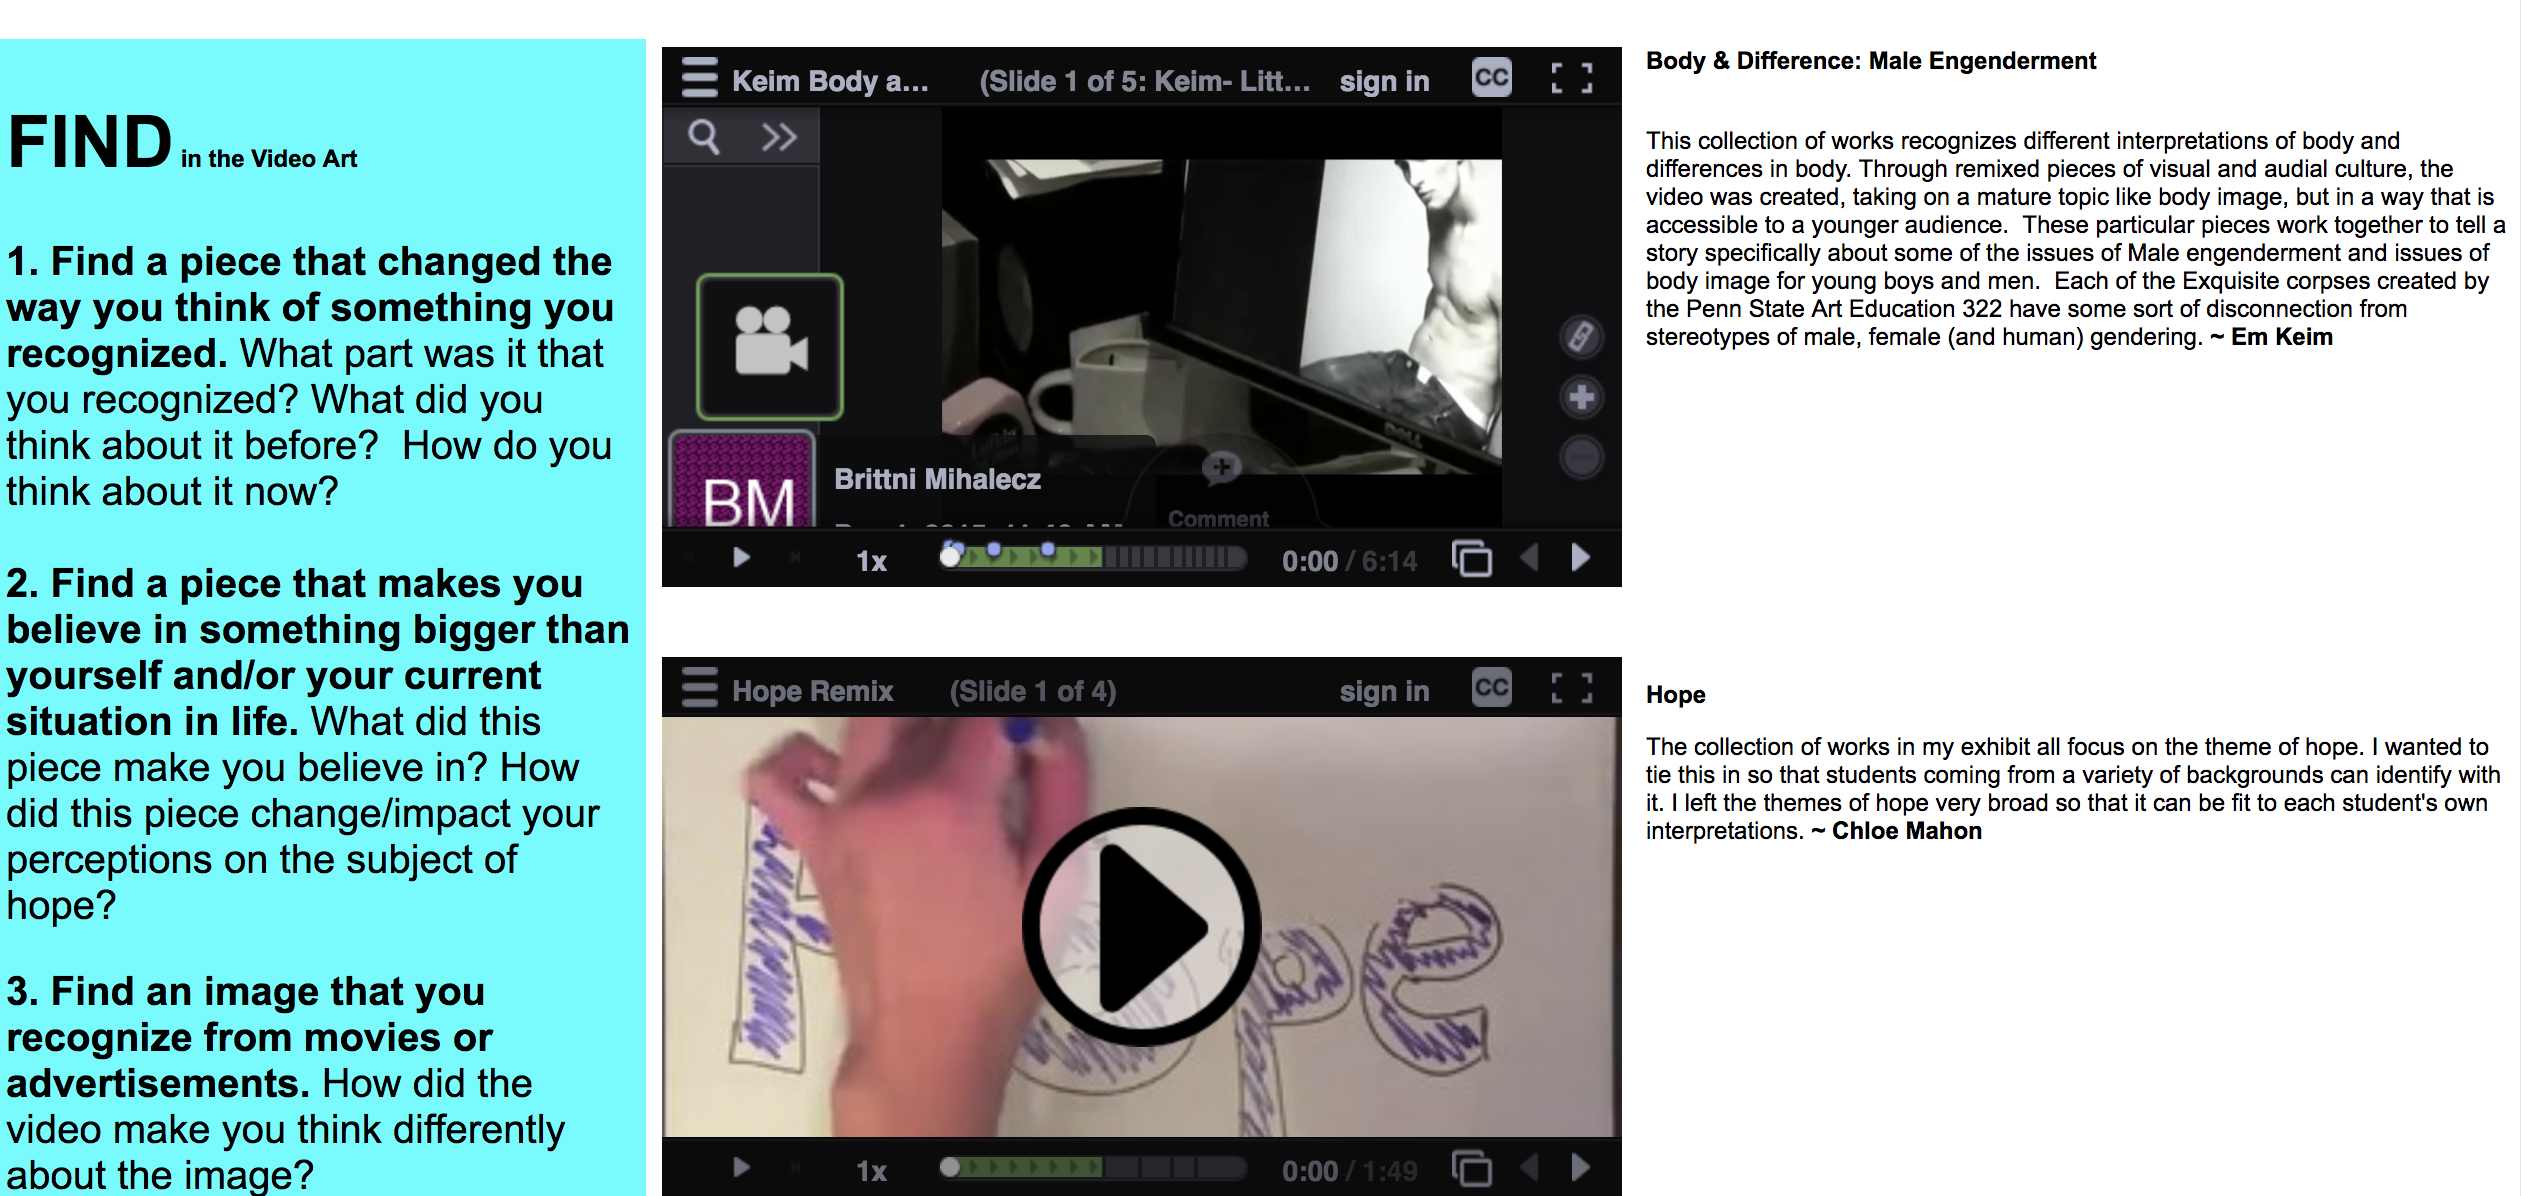 FIND in the Video Art
1. Find a piece that changed the
way you think of something you
recognized. What part was it that
you recognized? What did you
think about it before?  How do you
think about it now?
2. Find a piece that makes you
believe in something bigger than
yourself and/or your current
situation in life. What did this
piece make you believe in? How
did this piece change/impact your
perceptions on the subject of
hope?
3. Find an image that you
recognize from movies or
advertisements. How did the
video make you think differently
about the image?
Keim Body a... (Slide 1 of 5: Keim- Litt... sign in CC
DELL
Brittni Mihalecz
BM
Comment
1x 0:00 / 6:14
Hope Remix (Slide 1 of 4) sign in CC
ope
1x 0:00 / 1:49
Body & Difference: Male Engenderment
This collection of works recognizes different interpretations of body and
differences in body. Through remixed pieces of visual and audial culture, the
video was created, taking on a mature topic like body image, but in a way that is
accessible to a younger audience.  These particular pieces work together to tell a
story specifically about some of the issues of Male engenderment and issues of
body image for young boys and men.  Each of the Exquisite corpses created by
the Penn State Art Education 322 have some sort of disconnection from
stereotypes of male, female (and human) gendering. ~ Em Keim
Hope
The collection of works in my exhibit all focus on the theme of hope. I wanted to
tie this in so that students coming from a variety of backgrounds can identify with
it. I left the themes of hope very broad so that it can be fit to each student's own
interpretations. ~ Chloe Mahon